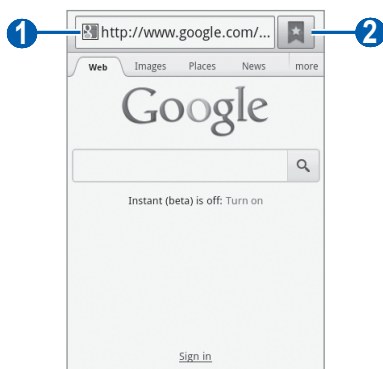 1 http://www.google.com/... 2
Web Images Places News more
Google
Instant (beta) is off: Turn on
Sign in